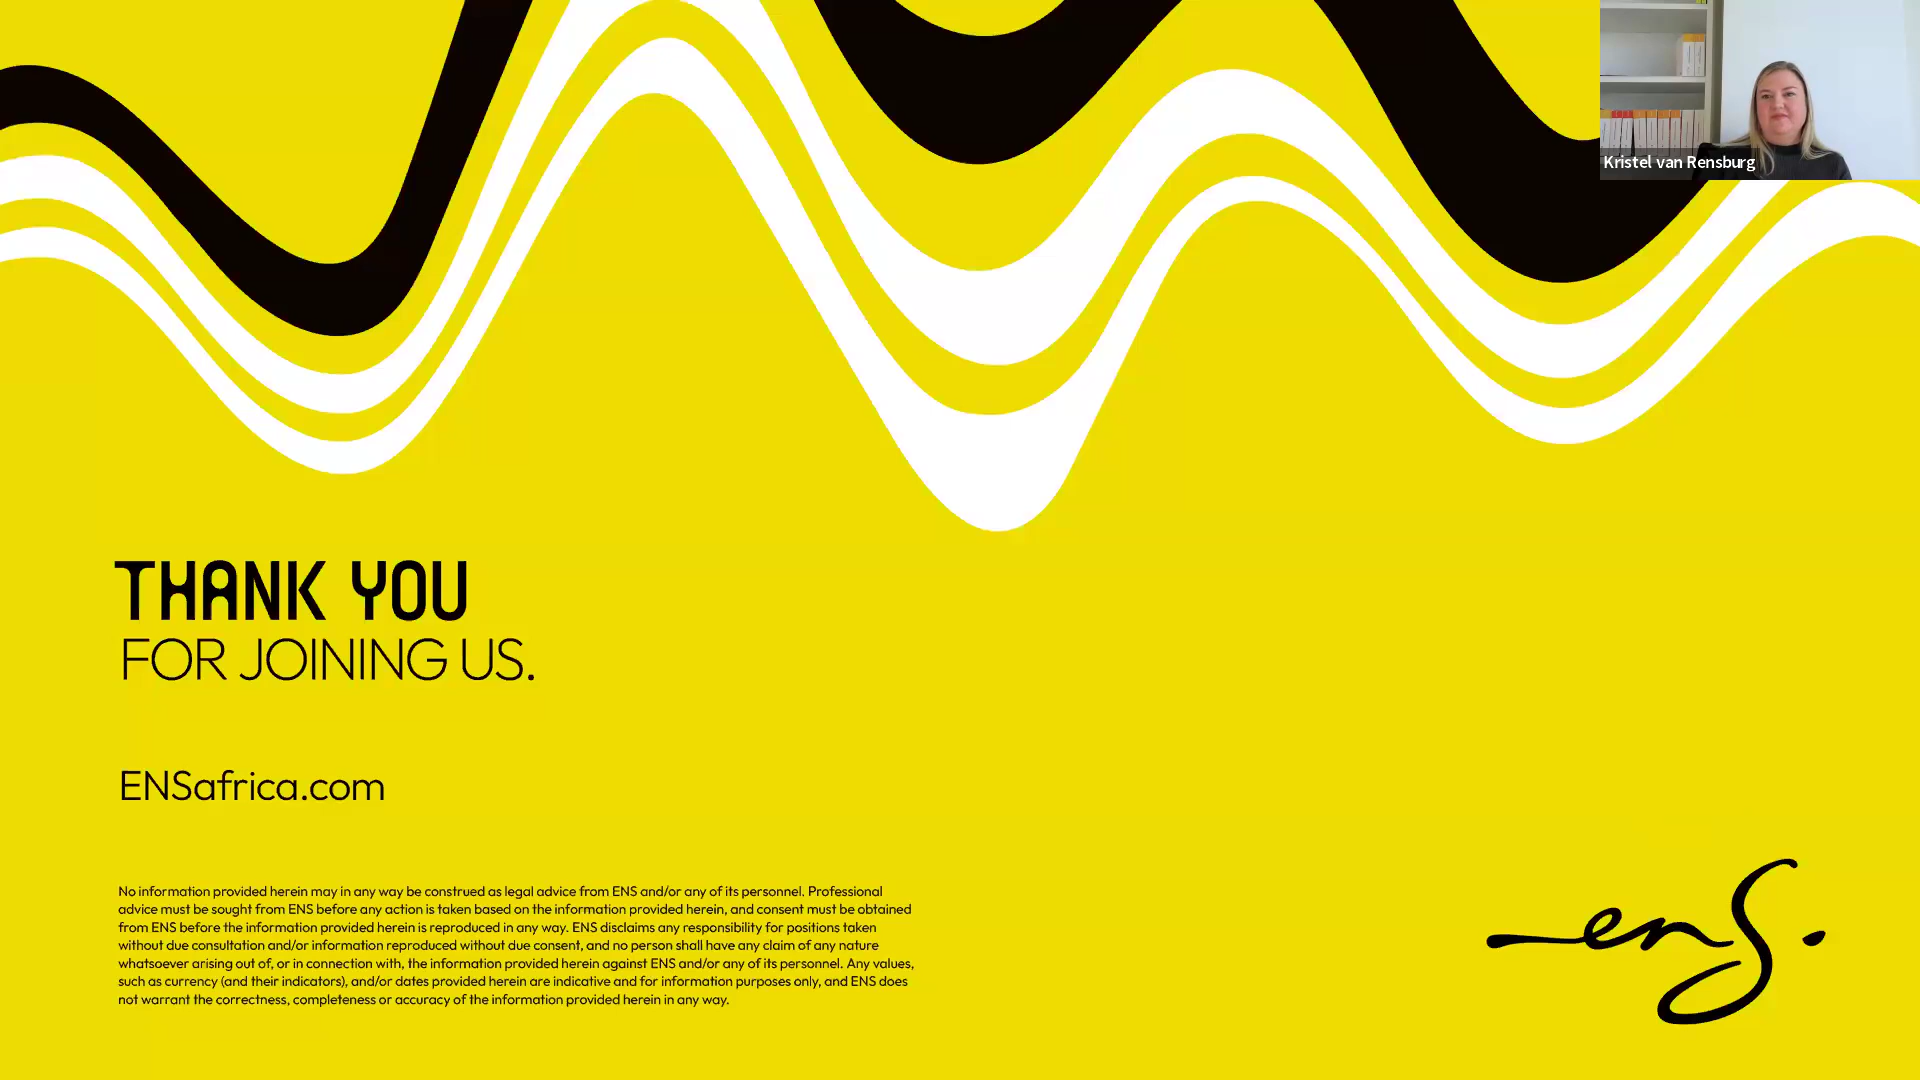 Kristel van Rensburg
THANK YOU
FOR JOINING US.
ENSafrica.com
No information provided herein may in any way be construed as legal advice from ENS and/or any of its personnel. Professional
advice must be sought from ENS before any action is taken based on the information provided herein, and consent must be obtained
from ENS before the information provided herein is reproduced in any way. ENS disclaims any responsibility for positions taken
without due consultation and/or information reproduced without due consent, and no person shall have any claim of any nature
whatsoever arising out of, or in connection with, the information provided herein against ENS and/or any of its personnel. Any values,
such as currency (and their indicators), and/or dates provided herein are indicative and for information purposes only, and ENS does
not warrant the correctness, completeness or accuracy of the information provided herein in any way.
enS.